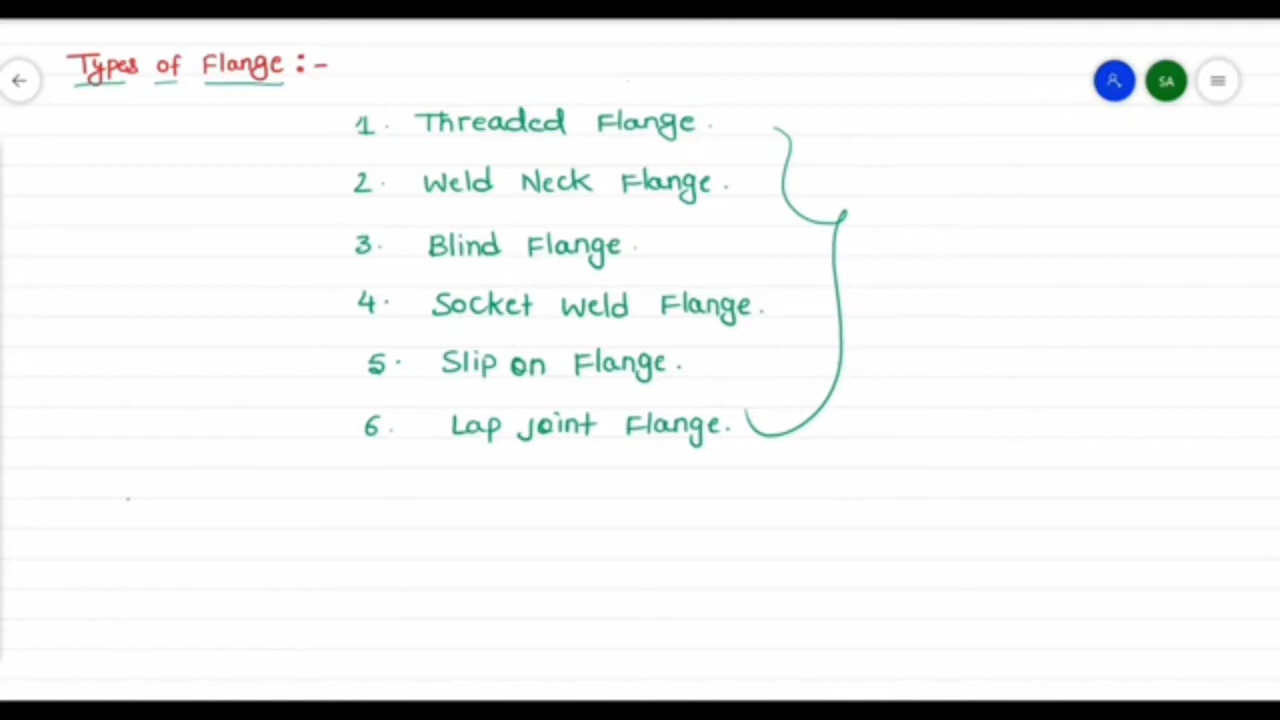 Types of Flange :-
SA
1. Threaded Flange.
2. Weld Neck Flange.
3. Blind Flange.
4. Socket Weld Flange.
5. Slip on Flange.
6. Lap joint Flange.